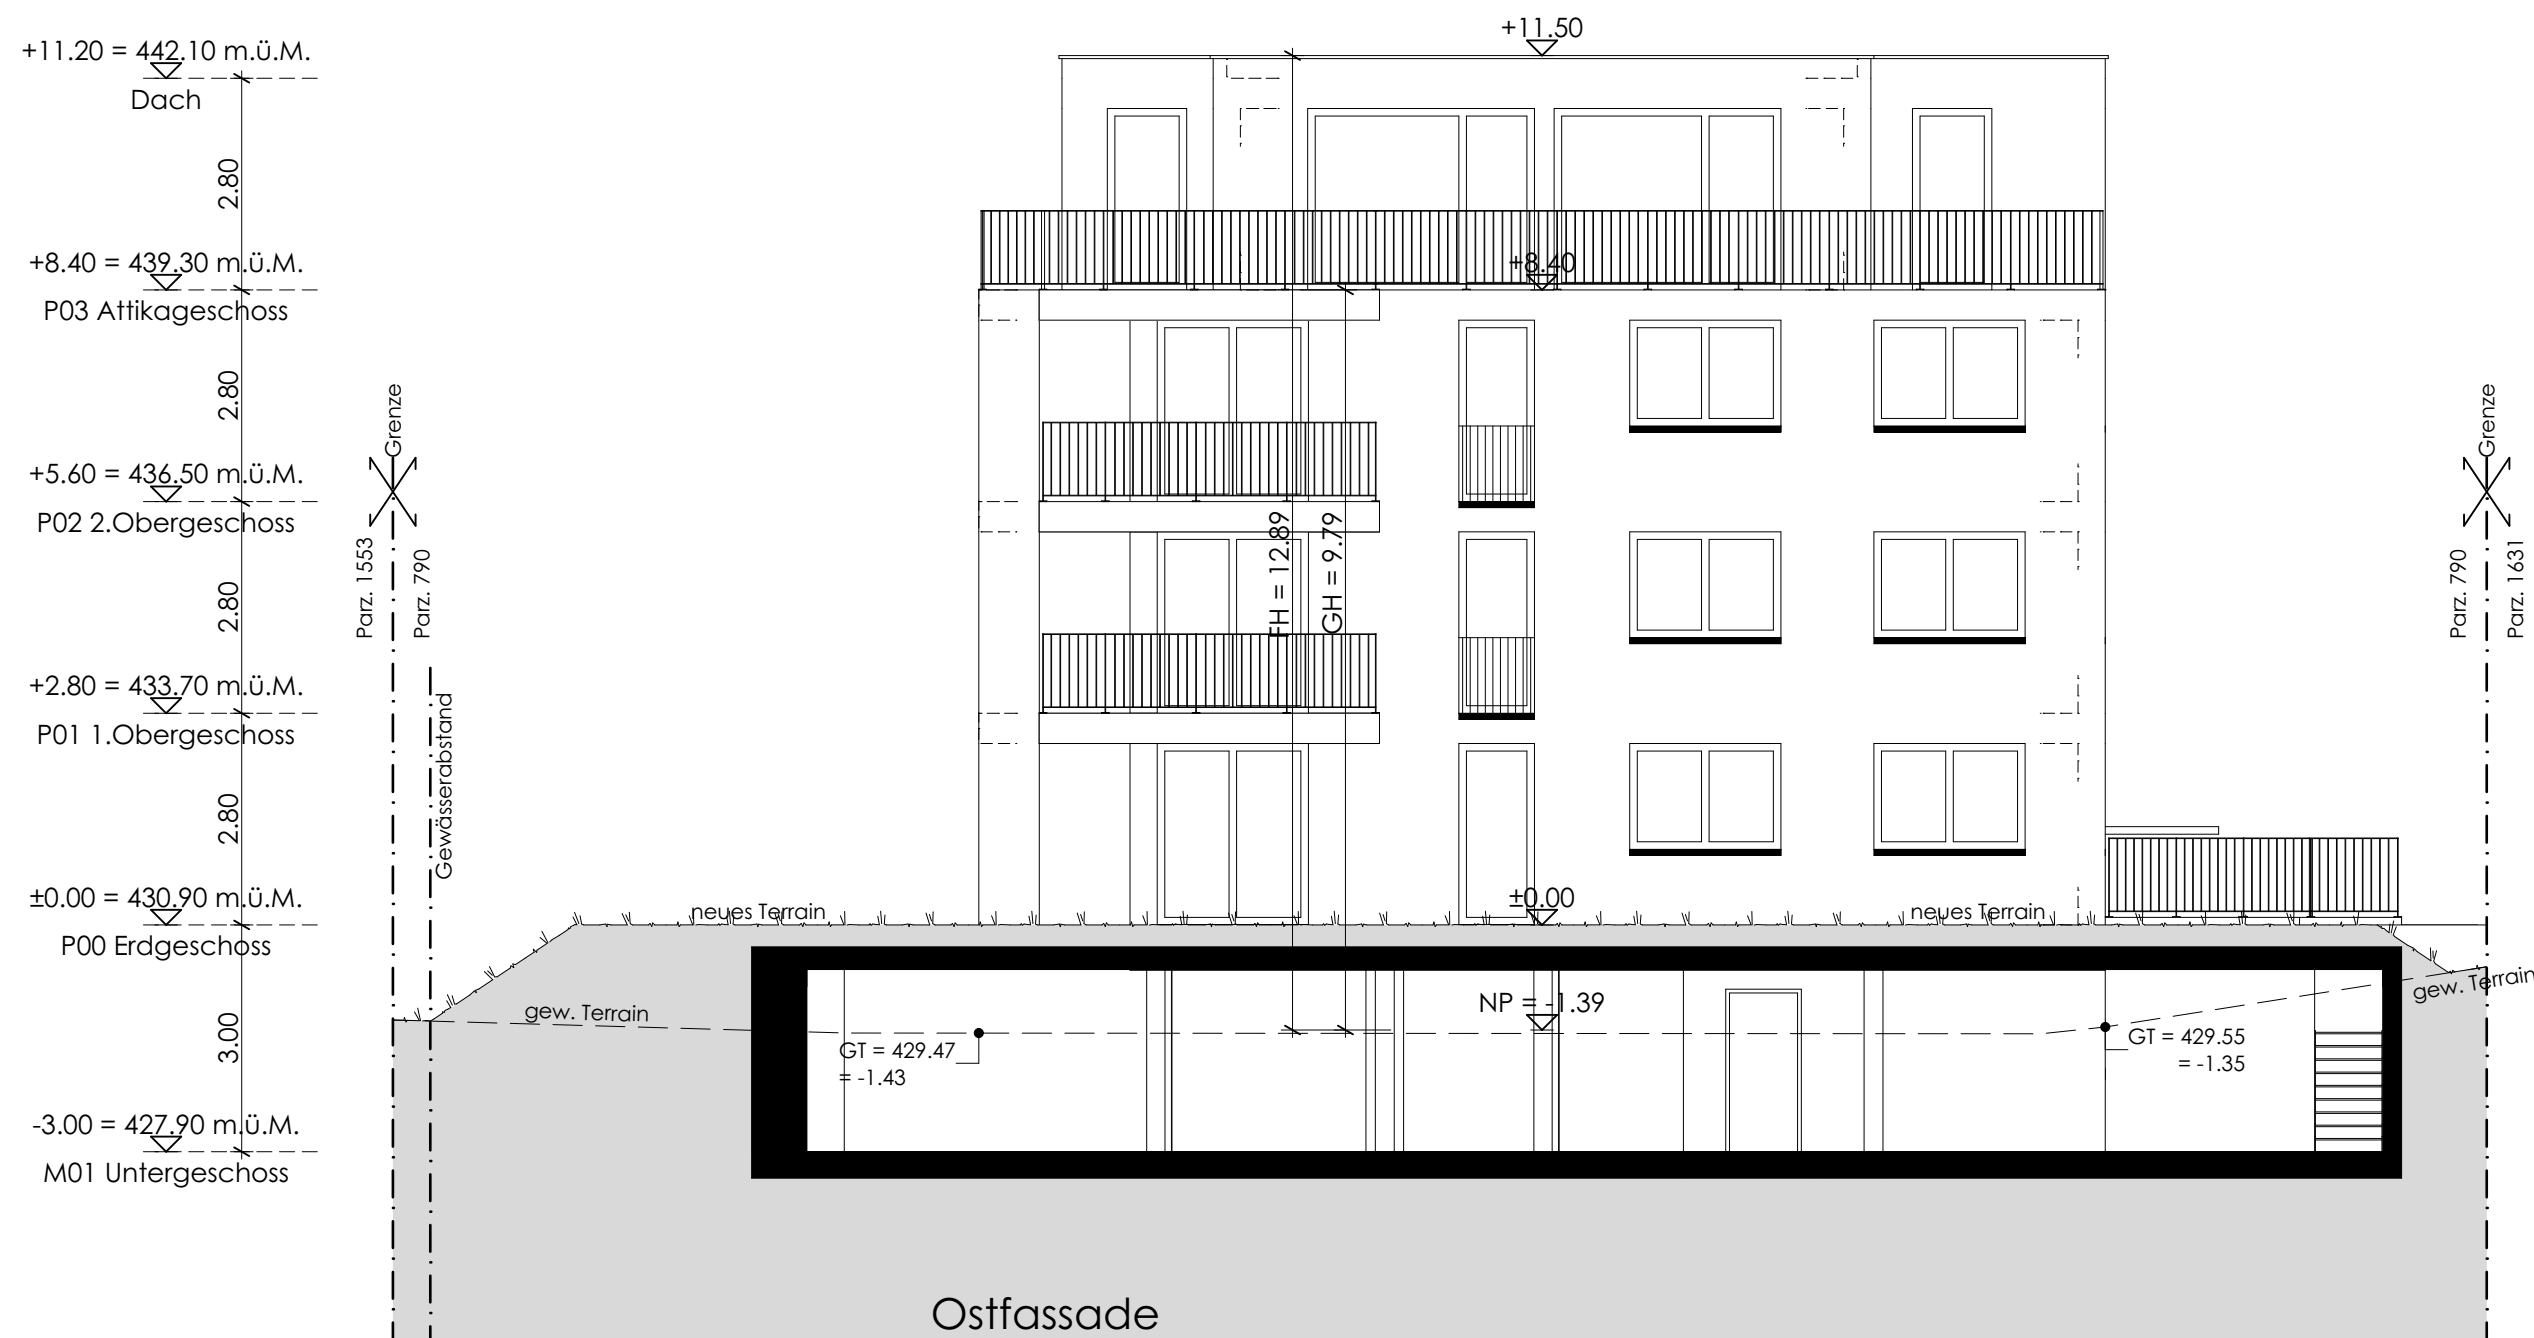 +11.50
+11.20 = 442.10 m.ü.M.
Dach
2.80
+8.40 = 439.30 m.ü.M.
+8.40
P03 Attikageschoss
2.80
Grenze
Grenze
+5.60 = 436.50 m.ü.M.
P02 2.Obergeschoss
Parz. 1553
Parz. 790
FH = 12.89
GH = 9.79
Parz. 790
Parz. 1631
2.80
+2.80 = 433.70 m.ü.M.
P01 1.Obergeschoss
Gewässerabstand
2.80
±0.00 = 430.90 m.ü.M.
±0.00
neues Terrain
neues Terrain
P00 Erdgeschoss
gew. Terrain
gew. Terrain
NP = -1.39
3.00
GT = 429.47
= -1.43
GT = 429.55
= -1.35
-3.00 = 427.90 m.ü.M.
M01 Untergeschoss
Ostfassade